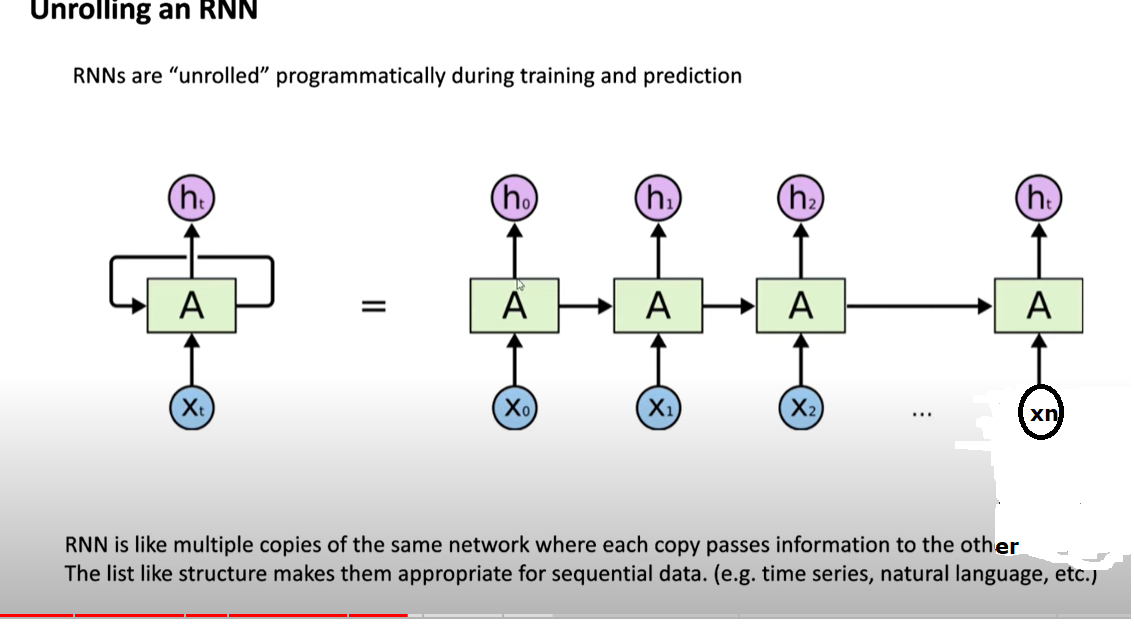 Unrolling an RNN
RNNs are “unrolled” programmatically during training and prediction
hₜ h₀ h₁ h₂ hₜ
A = A A A A
Xₜ X₀ X₁ X₂ ... xn
RNN is like multiple copies of the same network where each copy passes information to the other
The list like structure makes them appropriate for sequential data. (e.g. time series, natural language, etc.)